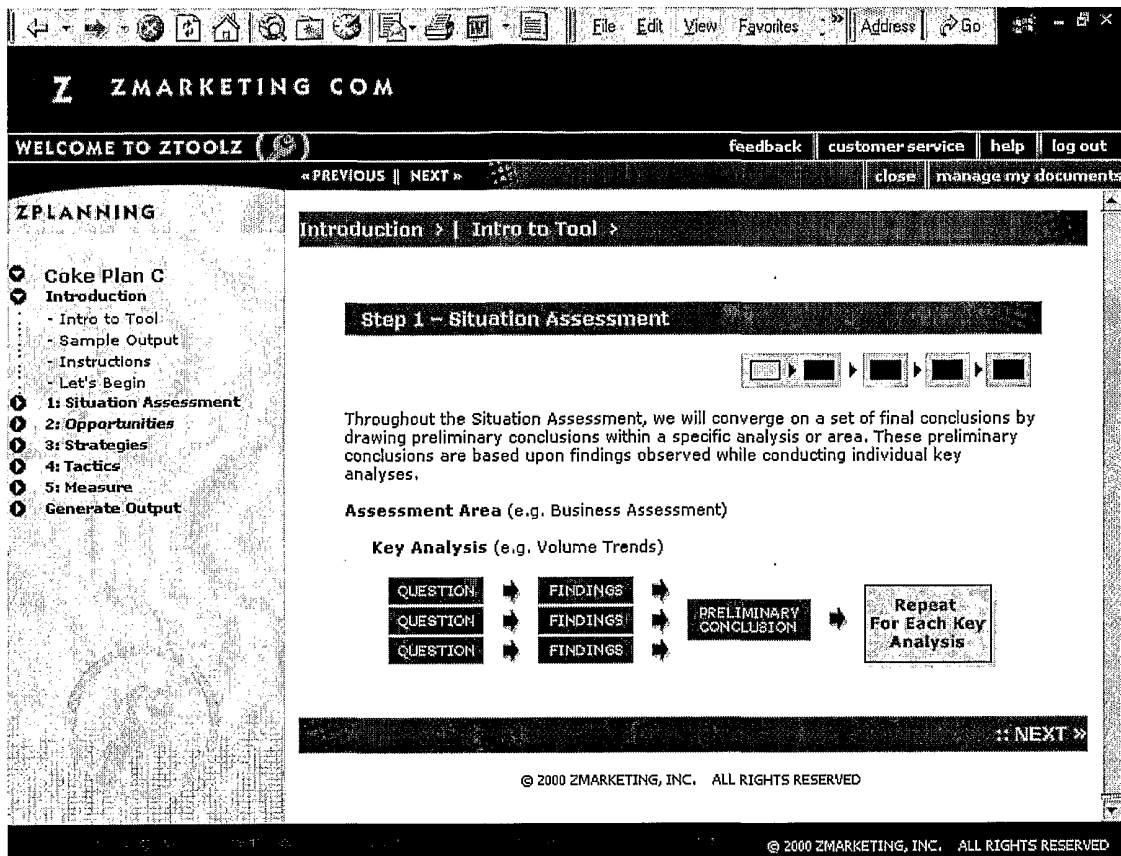 File Edit View Favorites » Address Go
Z ZMARKETING COM
WELCOME TO ZTOOLZ
feedback customer service help log out
« PREVIOUS || NEXT »
close manage my documents
ZPLANNING
Coke Plan C
Introduction
- Intro to Tool
- Sample Output
- Instructions
- Let's Begin
1: Situation Assessment
2: Opportunities
3: Strategies
4: Tactics
5: Measure
Generate Output
Introduction > | Intro to Tool >
Step 1 – Situation Assessment
Throughout the Situation Assessment, we will converge on a set of final conclusions by
drawing preliminary conclusions within a specific analysis or area. These preliminary
conclusions are based upon findings observed while conducting individual key
analyses.
Assessment Area (e.g. Business Assessment)
Key Analysis (e.g. Volume Trends)
QUESTION FINDINGS
QUESTION FINDINGS
QUESTION FINDINGS
PRELIMINARY
CONCLUSION
Repeat
For Each Key
Analysis
:: NEXT »
© 2000 ZMARKETING, INC. ALL RIGHTS RESERVED
© 2000 ZMARKETING, INC. ALL RIGHTS RESERVED